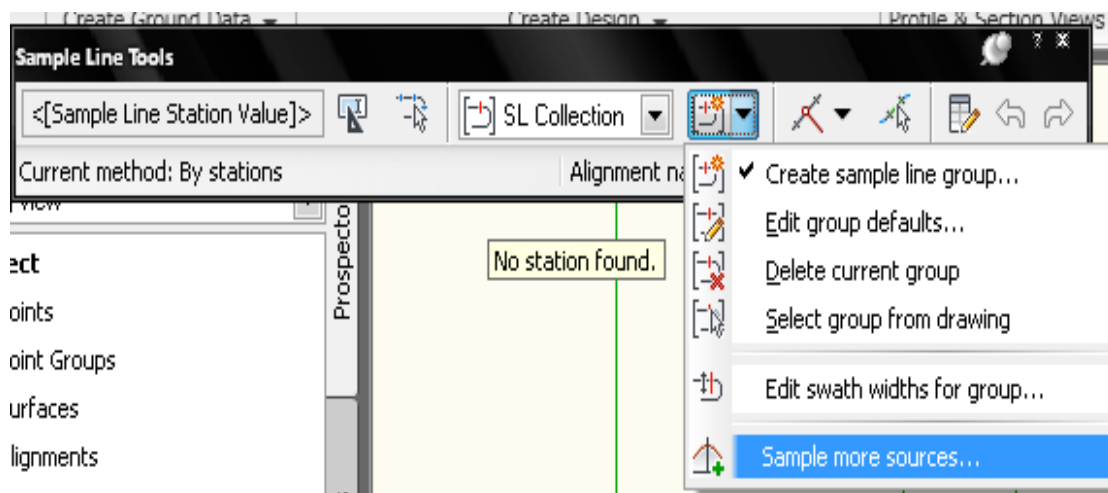 Create Ground Data
Create Design
Profile & Section Views
Sample Line Tools
<[Sample Line Station Value]>
SL Collection
Current method: By stations
Alignment
Create sample line group...
Edit group defaults...
Delete current group
Select group from drawing
Edit swath widths for group...
Sample more sources...
No station found.
view
Prospecto
ect
oints
oint Groups
urfaces
lignments